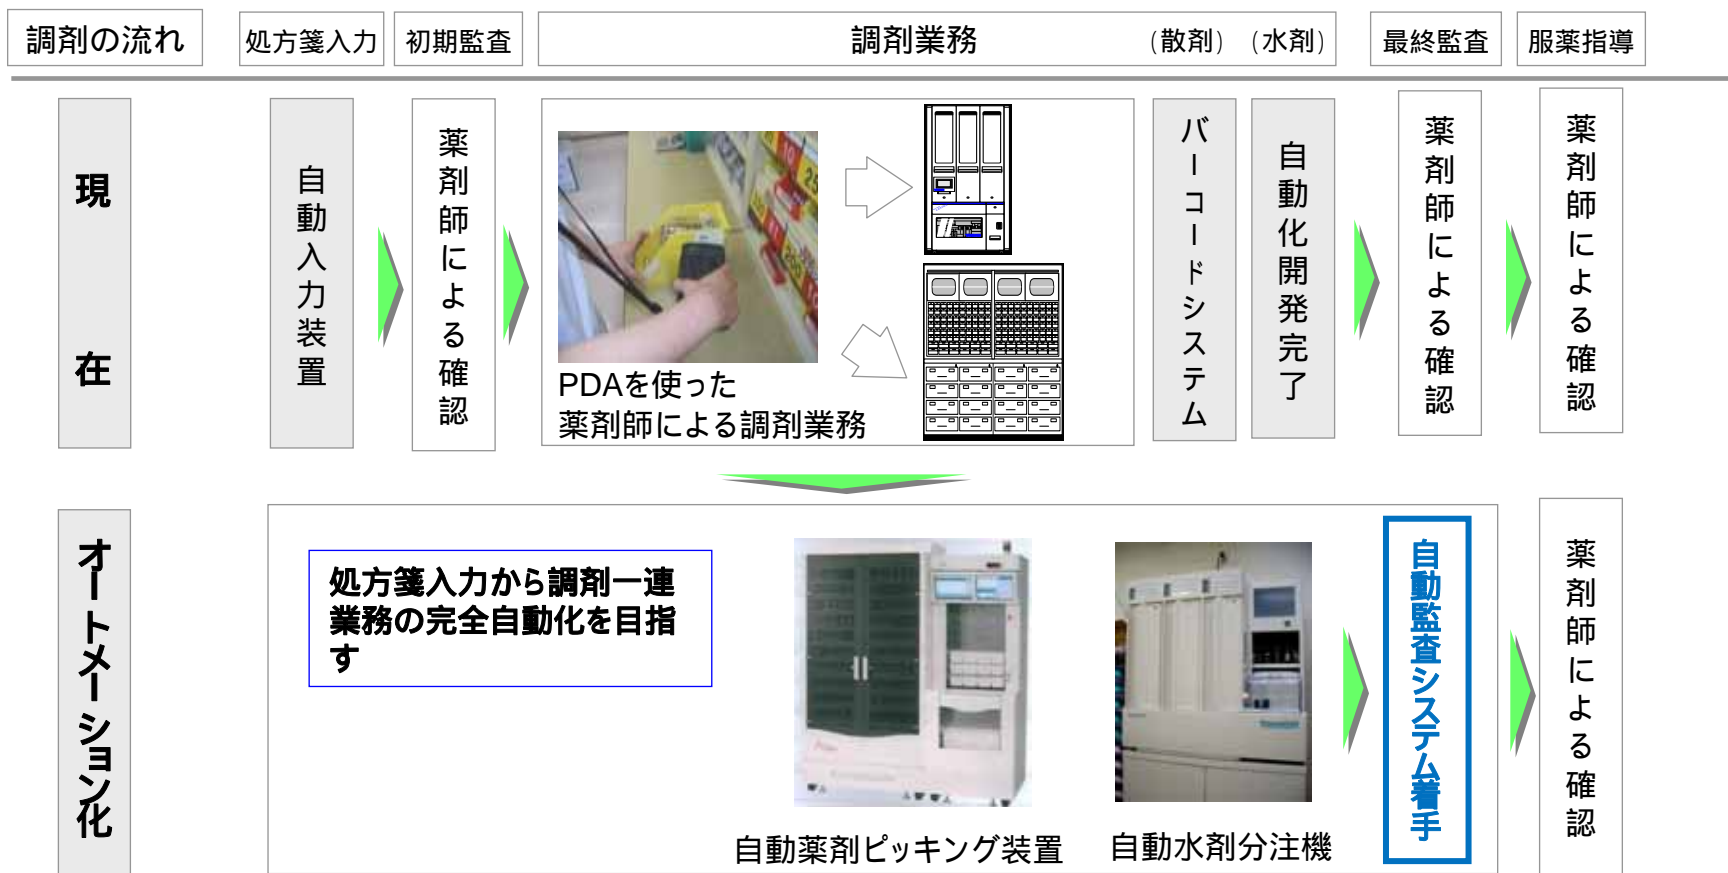 調剤の流れ
処方箋入力
初期監査
調剤業務
(散剤)
(水剤)
最終監査
服薬指導
現在
自動入力装置
薬剤師による確認
PDAを使った
薬剤師による調剤業務
バーコードシステム
自動化開発完了
薬剤師による確認
薬剤師による確認
オートメーション化
処方箋入力から調剤一連
業務の完全自動化を目指
す
自動薬剤ピッキング装置
自動水剤分注機
自動監査システム着手
薬剤師による確認